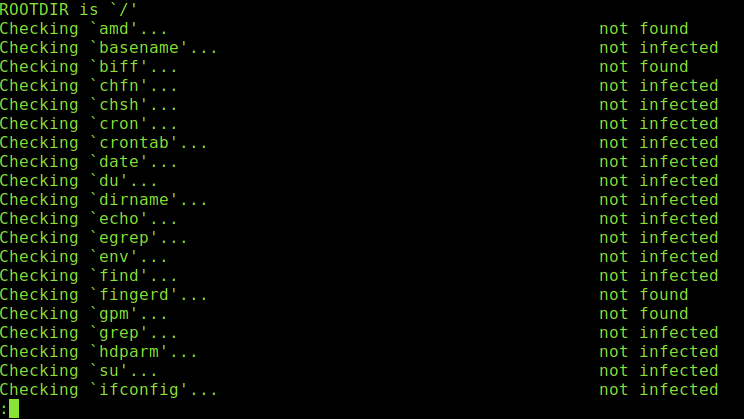 ROOTDIR is `/'
Checking `amd'... not found
Checking `basename'... not infected
Checking `biff'... not found
Checking `chfn'... not infected
Checking `chsh'... not infected
Checking `cron'... not infected
Checking `crontab'... not infected
Checking `date'... not infected
Checking `du'... not infected
Checking `dirname'... not infected
Checking `echo'... not infected
Checking `egrep'... not infected
Checking `env'... not infected
Checking `find'... not infected
Checking `fingerd'... not found
Checking `gpm'... not found
Checking `grep'... not infected
Checking `hdparm'... not infected
Checking `su'... not infected
Checking `ifconfig'... not infected
: